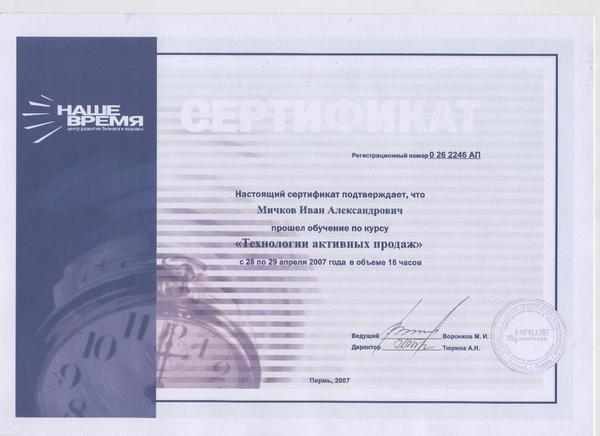 НАШЕ
ВРЕМЯ
центр развития бизнеса и карьеры
СЕРТИФИКАТ
Регистрационный номер 0 26 2246 АП
Настоящий сертификат подтверждает, что
Мичков Иван Александрович
прошел обучение по курсу
«Технологии активных продаж»
с 28 по 29 апреля 2007 года в объеме 16 часов
Ведущий Воронков М. И.
Директор Тюрина А.Н.
НАШЕ
ВРЕМЯ
Пермь, 2007